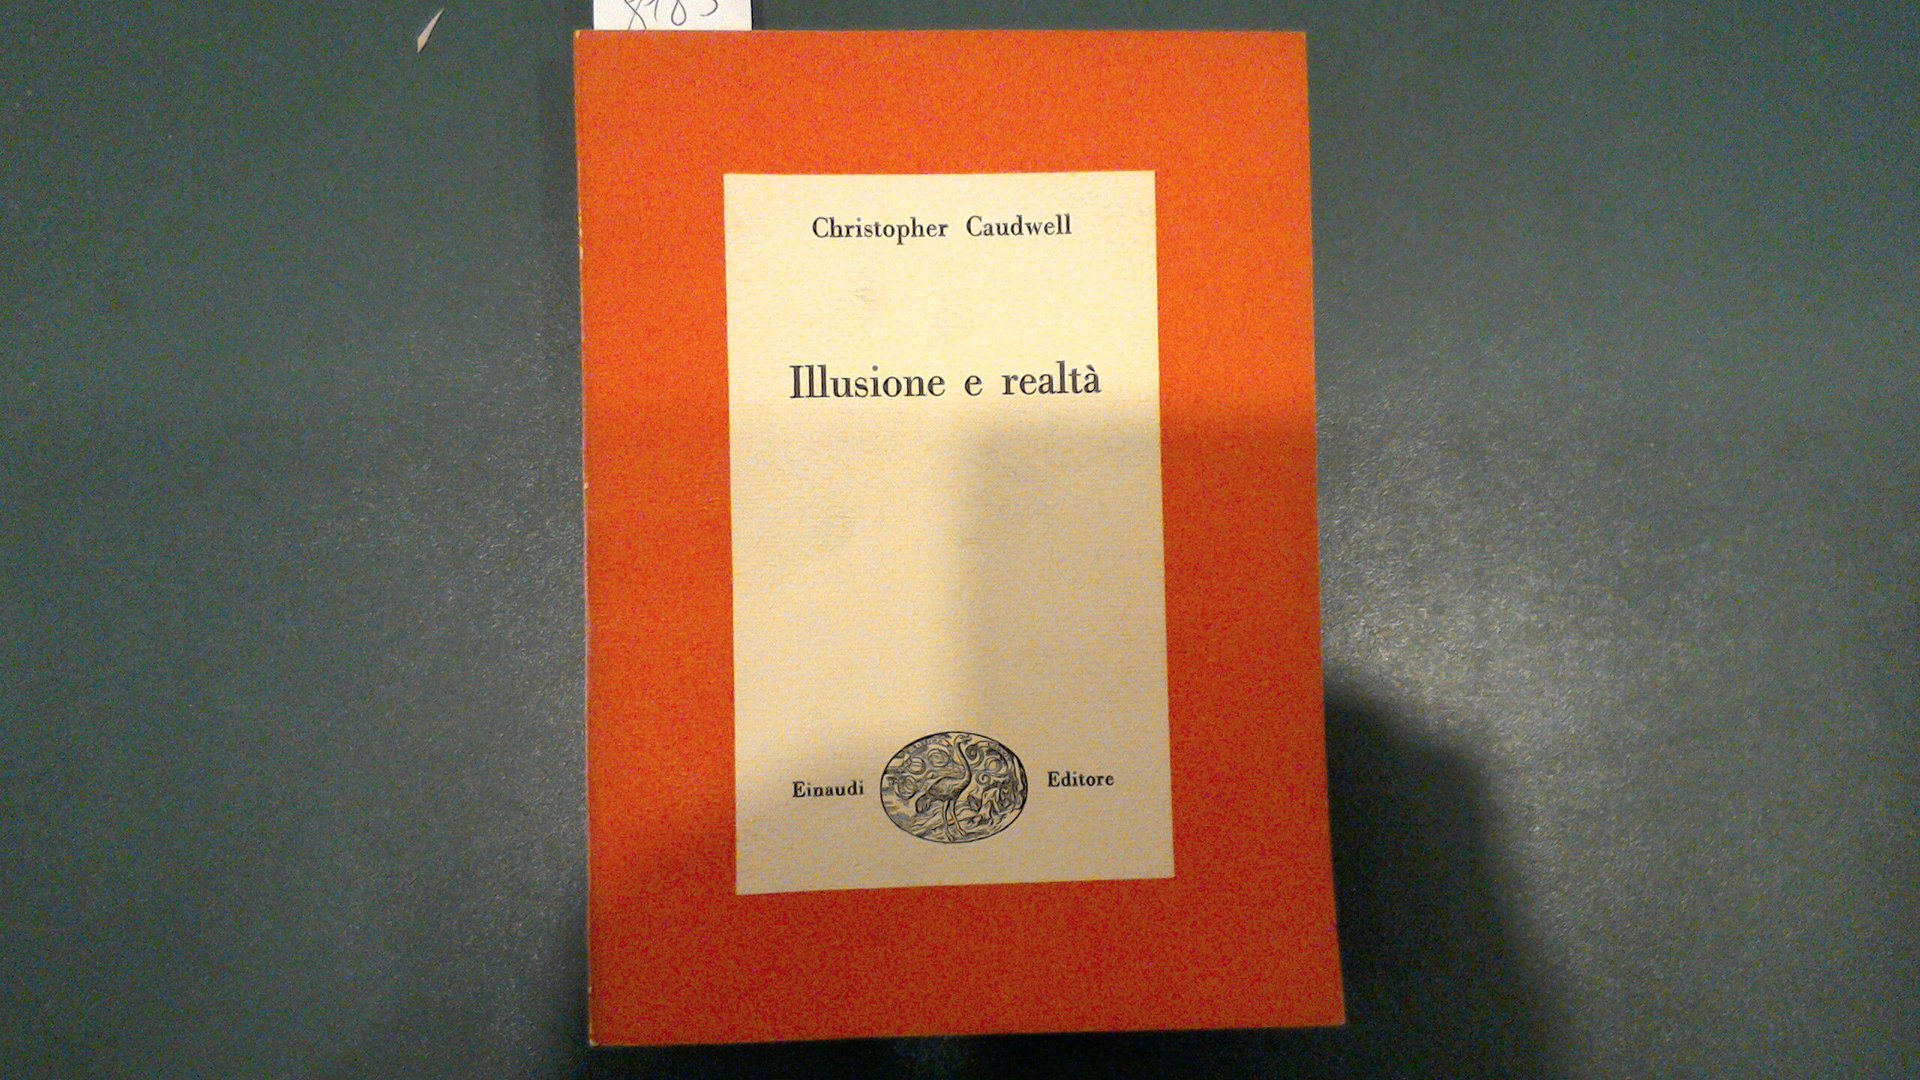 Christopher Caudwell
Illusione e realtà
Einaudi Editore